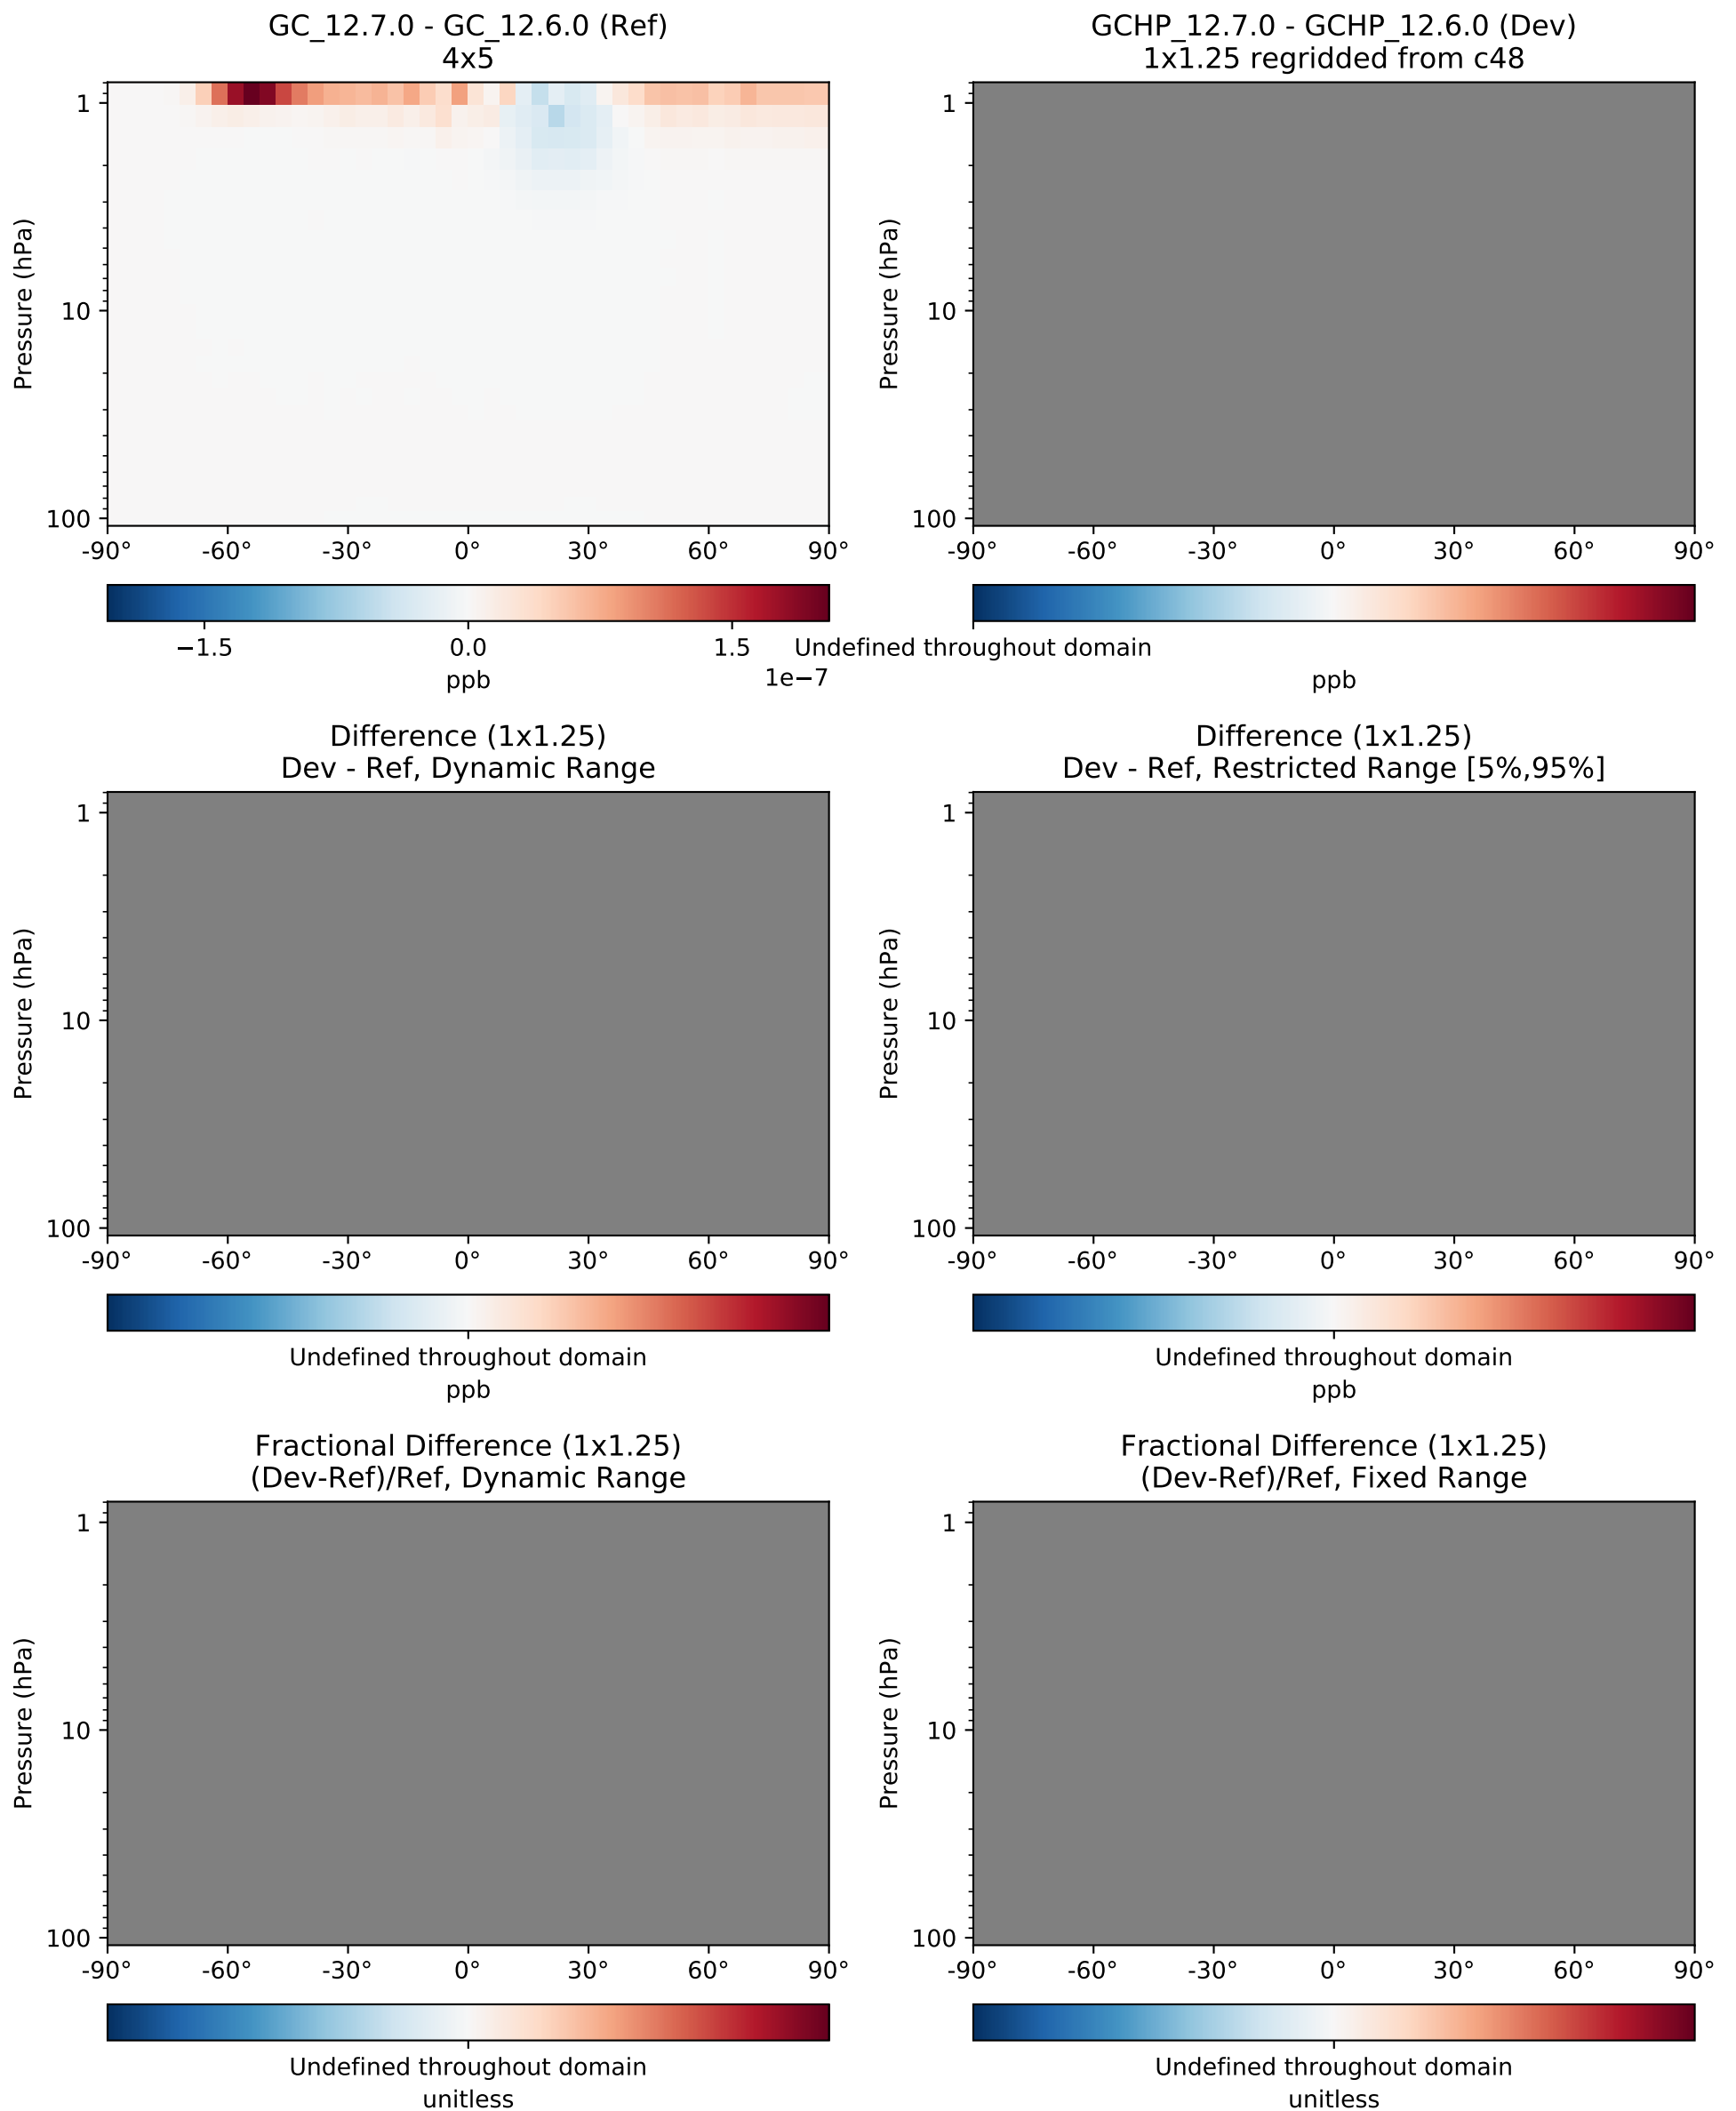 GC_12.7.0 - GC_12.6.0 (Ref)
4x5
GCHP_12.7.0 - GCHP_12.6.0 (Dev)
1x1.25 regridded from c48
Pressure (hPa)
1
10
100
-90° -60° -30° 0° 30° 60° 90°
−1.5 0.0 1.5
1e−7
ppb
Pressure (hPa)
1
10
100
-90° -60° -30° 0° 30° 60° 90°
Undefined throughout domain
ppb
Difference (1x1.25)
Dev - Ref, Dynamic Range
Difference (1x1.25)
Dev - Ref, Restricted Range [5%,95%]
Pressure (hPa)
1
10
100
-90° -60° -30° 0° 30° 60° 90°
Undefined throughout domain
ppb
Pressure (hPa)
1
10
100
-90° -60° -30° 0° 30° 60° 90°
Undefined throughout domain
ppb
Fractional Difference (1x1.25)
(Dev-Ref)/Ref, Dynamic Range
Fractional Difference (1x1.25)
(Dev-Ref)/Ref, Fixed Range
Pressure (hPa)
1
10
100
-90° -60° -30° 0° 30° 60° 90°
Undefined throughout domain
unitless
Pressure (hPa)
1
10
100
-90° -60° -30° 0° 30° 60° 90°
Undefined throughout domain
unitless